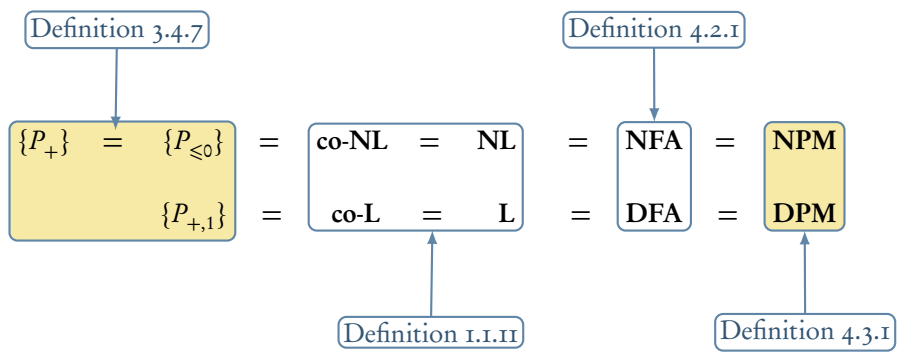 Definition 3.4.7 Definition 4.2.1
{P₊} = {P⩽₀} = co-NL = NL = NFA = NPM
{P₊,₁} = co-L = L = DFA = DPM
Definition 1.1.11 Definition 4.3.1